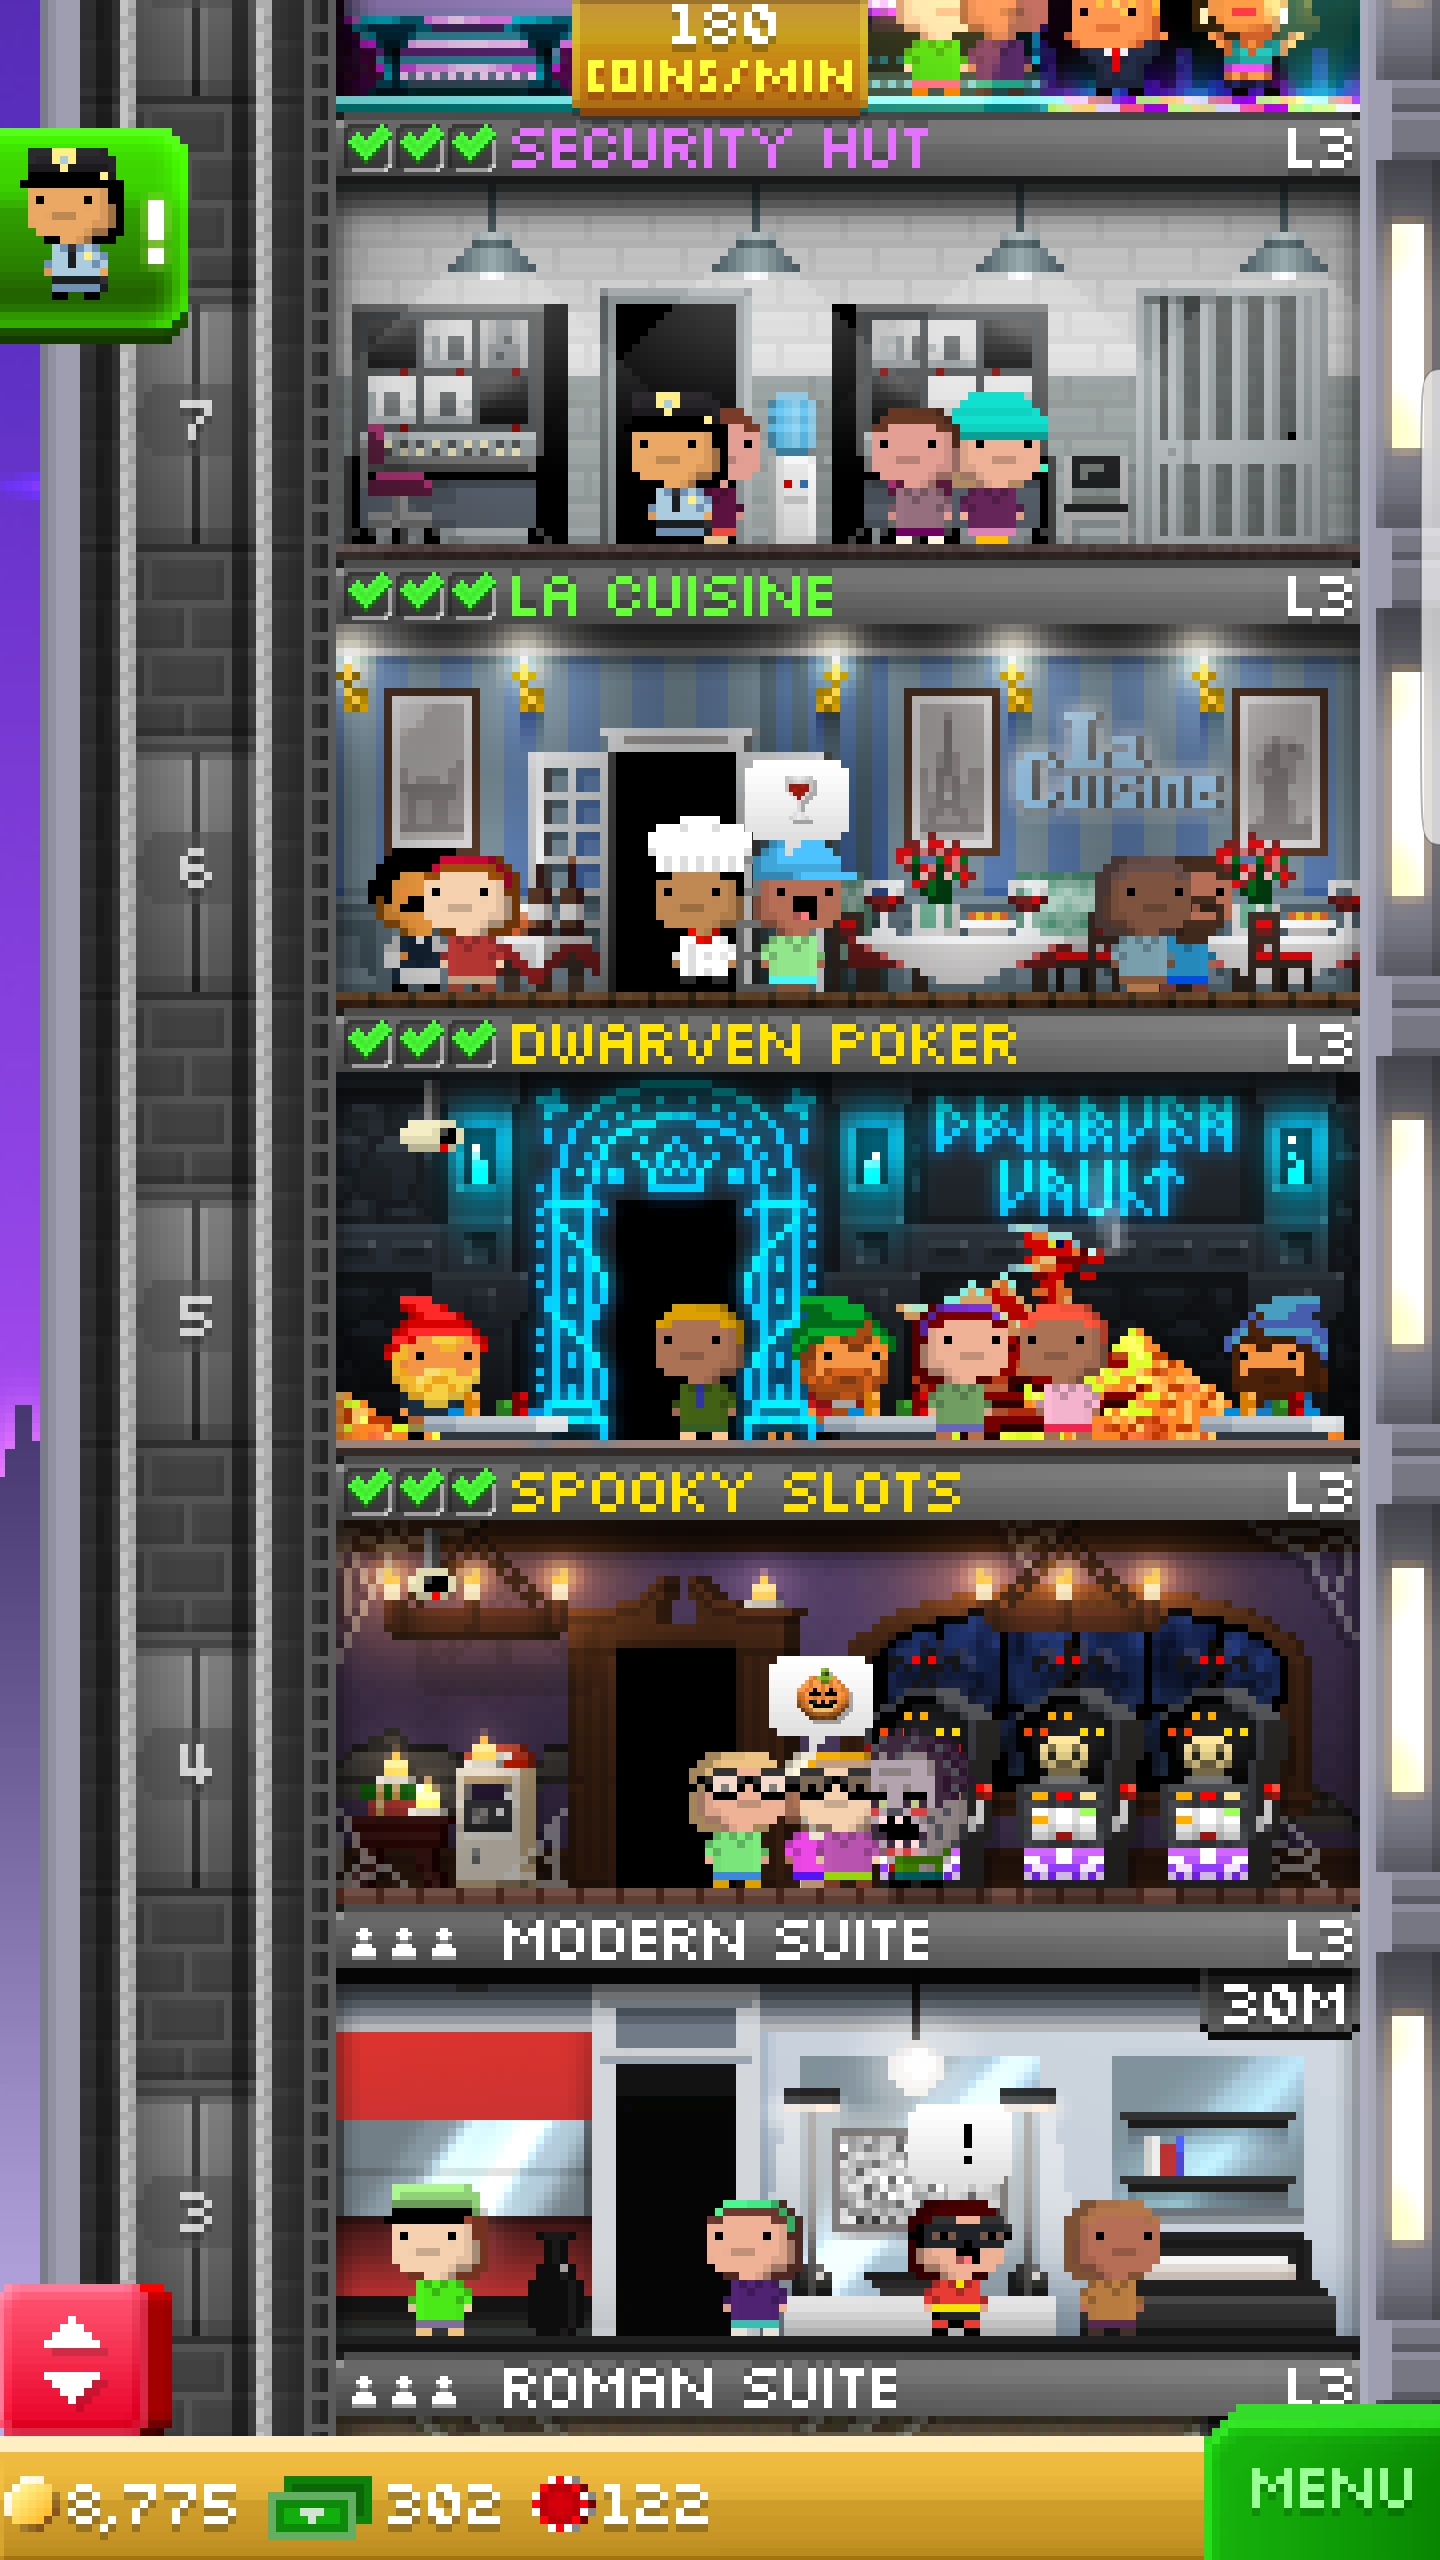 180
COINS/MIN
SECURITY HUT L3
!
7
LA CUISINE L3
La
Cuisine
6
DWARVEN POKER L3
DWARVEN
VAULT
5
SPOOKY SLOTS L3
4
MODERN SUITE L3
30M
!
3
ROMAN SUITE L3
8,775 302 122
MENU